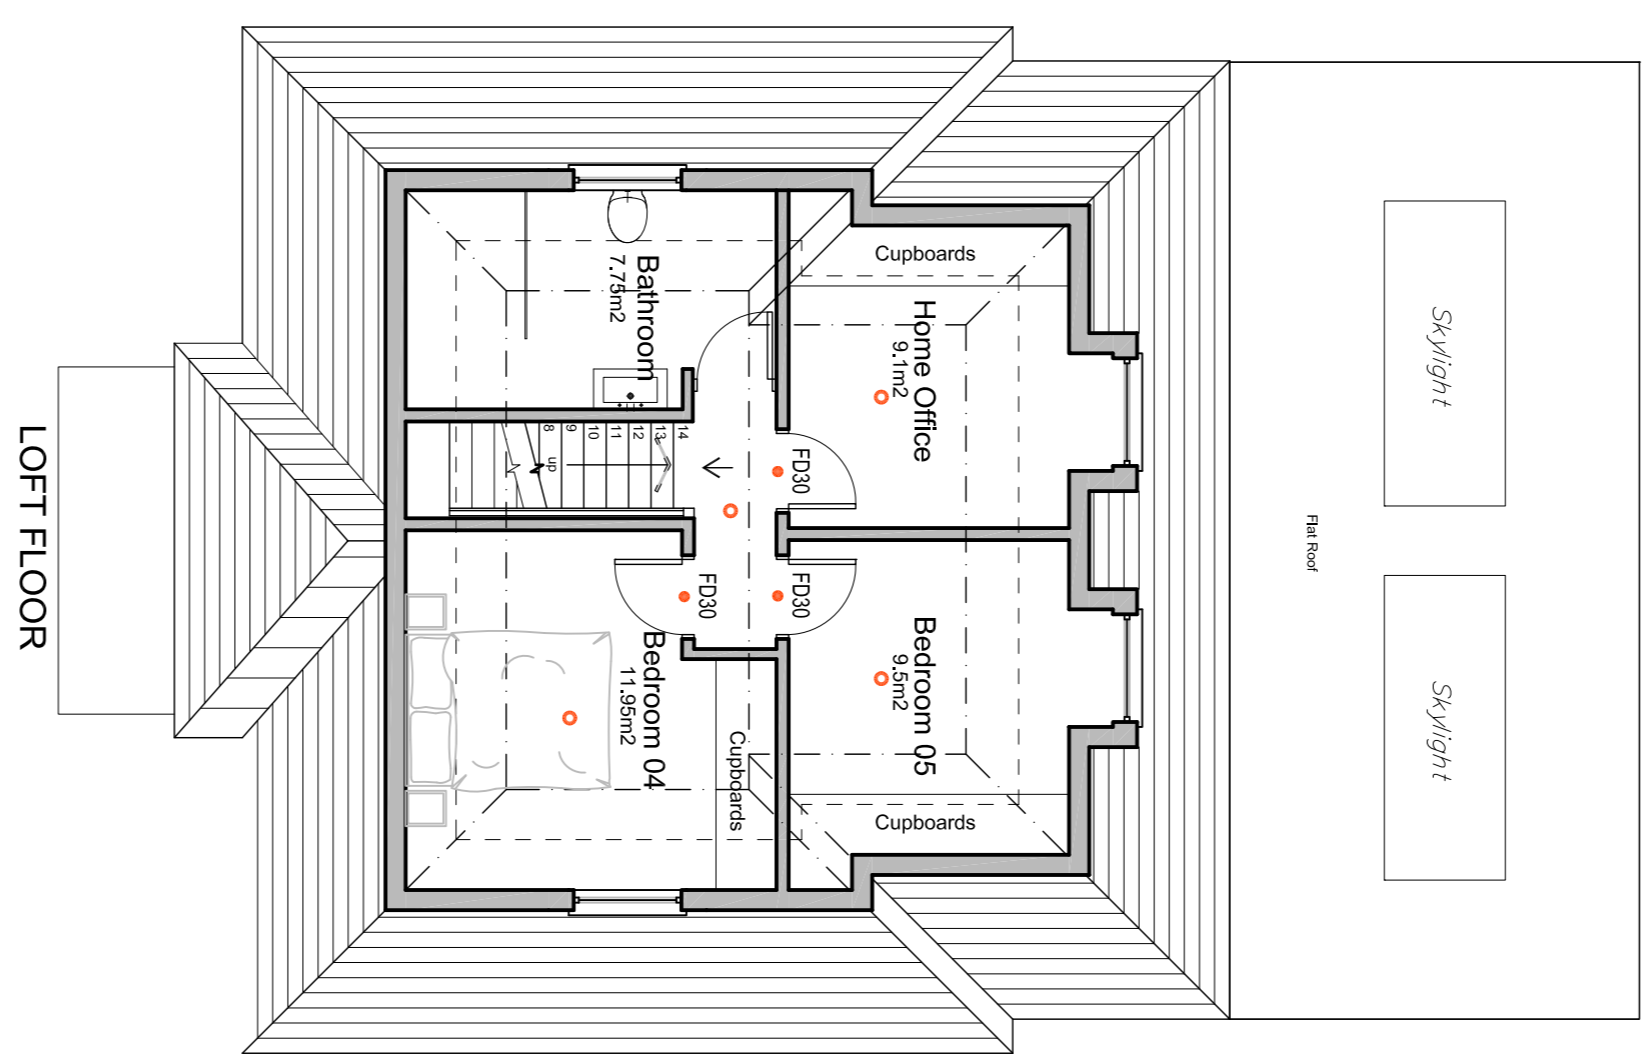 LOFT FLOOR
Bathroom
7.75m2
Home Office
9.1m2
Cupboards
Skylight
Flat Roof
Skylight
FD30
FD30
FD30
14
13
12
11
10
9
8
up
Bedroom 04
11.95m2
Cupboards
Bedroom 05
9.5m2
Cupboards